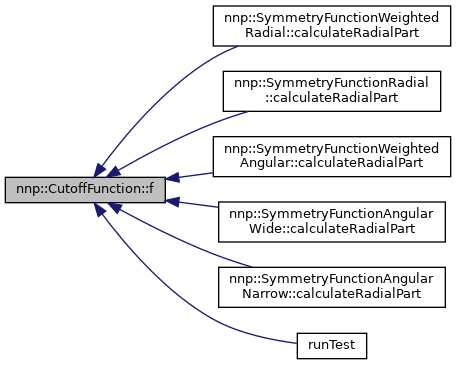 nnp::SymmetryFunctionWeighted
Radial::calculateRadialPart
nnp::SymmetryFunctionRadial
::calculateRadialPart
nnp::SymmetryFunctionWeighted
Angular::calculateRadialPart
nnp::CutoffFunction::f
nnp::SymmetryFunctionAngular
Wide::calculateRadialPart
nnp::SymmetryFunctionAngular
Narrow::calculateRadialPart
runTest